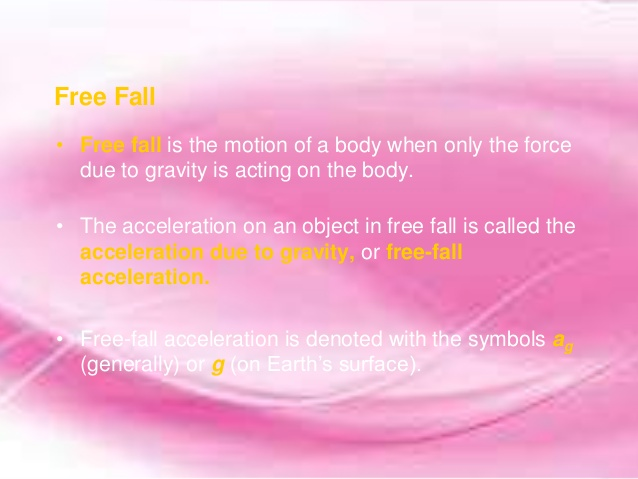 Free Fall
• Free fall is the motion of a body when only the force
due to gravity is acting on the body.
• The acceleration on an object in free fall is called the
acceleration due to gravity, or free-fall
acceleration.
• Free-fall acceleration is denoted with the symbols ag
(generally) or g (on Earth’s surface).